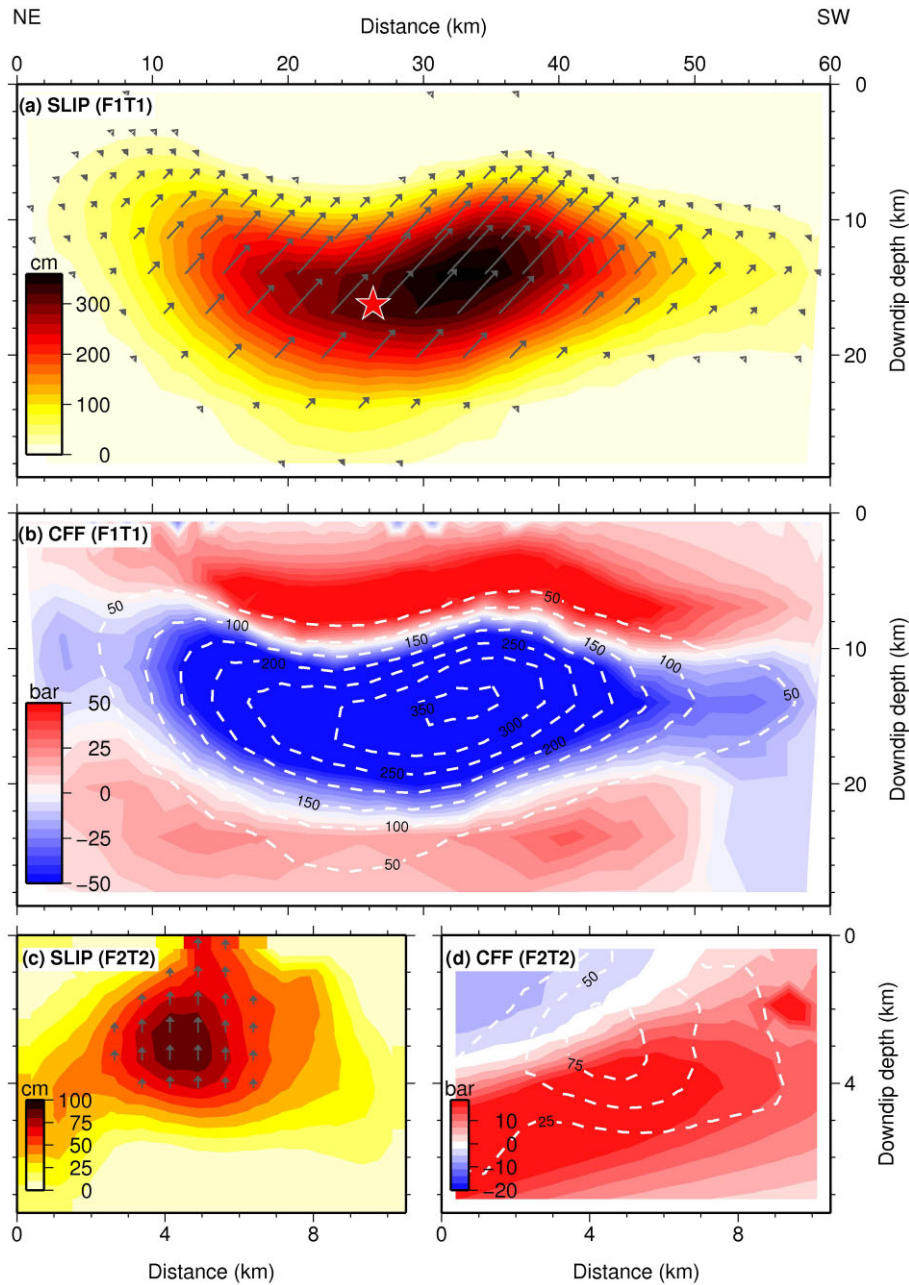 NE SW
Distance (km)
0 10 20 30 40 50 60
(a) SLIP (F1T1)
0
10
20
Downdip depth (km)
cm
300
200
100
0
(b) CFF (F1T1)
0
10
20
Downdip depth (km)
50 50
100 150 250 150 100
200
50
350
300
200
250
150
100
50
bar
50
25
0
−25
−50
(c) SLIP (F2T2)
cm
100
75
50
25
0
0 4 8
Distance (km)
(d) CFF (F2T2)
0
4
Downdip depth (km)
50
75
25
bar
10
0
−10
−20
0 4 8
Distance (km)